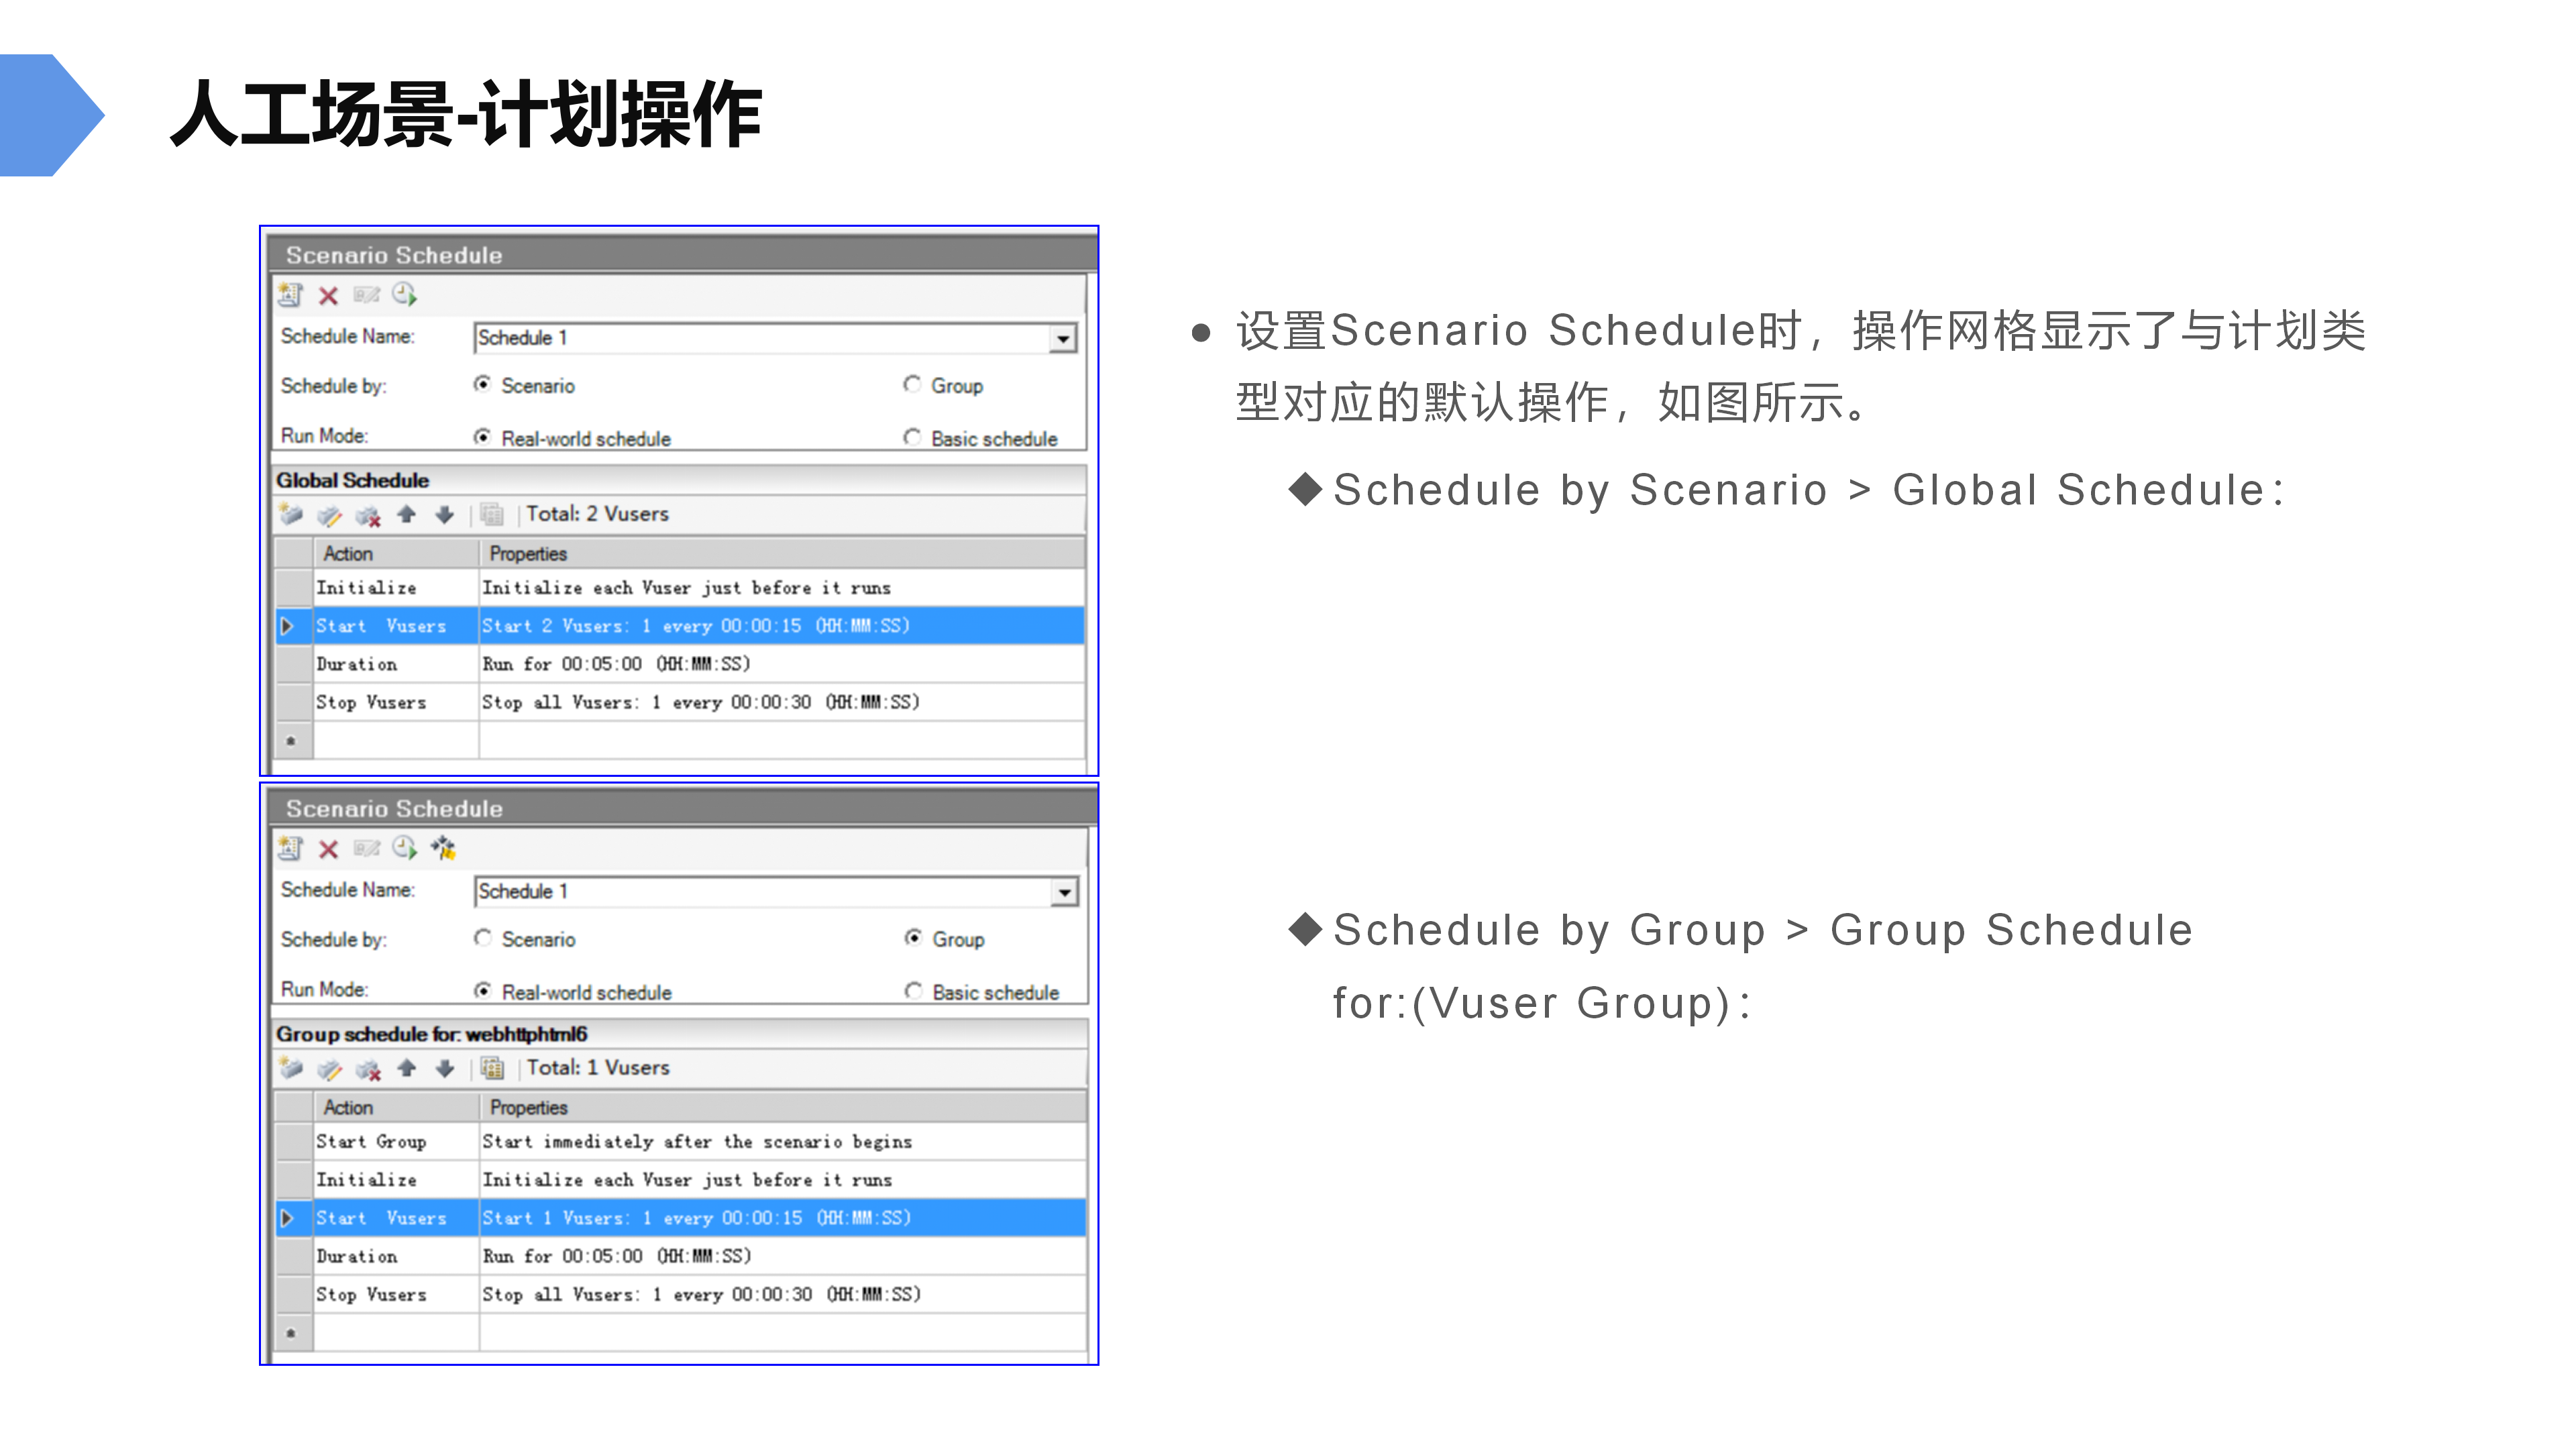 人工场景-计划操作
Scenario Schedule
Schedule Name: Schedule 1
Schedule by: Scenario Group
Run Mode: Real-world schedule Basic schedule
Global Schedule
Total: 2 Vusers
Action Properties
Initialize Initialize each Vuser just before it runs
Start Vusers Start 2 Vusers: 1 every 00:00:15 (HH:MM:SS)
Duration Run for 00:05:00 (HH:MM:SS)
Stop Vusers Stop all Vusers: 1 every 00:00:30 (HH:MM:SS)
*
Scenario Schedule
Schedule Name: Schedule 1
Schedule by: Scenario Group
Run Mode: Real-world schedule Basic schedule
Group schedule for: webhttphtml6
Total: 1 Vusers
Action Properties
Start Group Start immediately after the scenario begins
Initialize Initialize each Vuser just before it runs
Start Vusers Start 1 Vusers: 1 every 00:00:15 (HH:MM:SS)
Duration Run for 00:05:00 (HH:MM:SS)
Stop Vusers Stop all Vusers: 1 every 00:00:30 (HH:MM:SS)
*
● 设置Scenario Schedule时，操作网格显示了与计划类
型对应的默认操作，如图所示。
◆Schedule by Scenario > Global Schedule：
◆Schedule by Group > Group Schedule
for:(Vuser Group)：